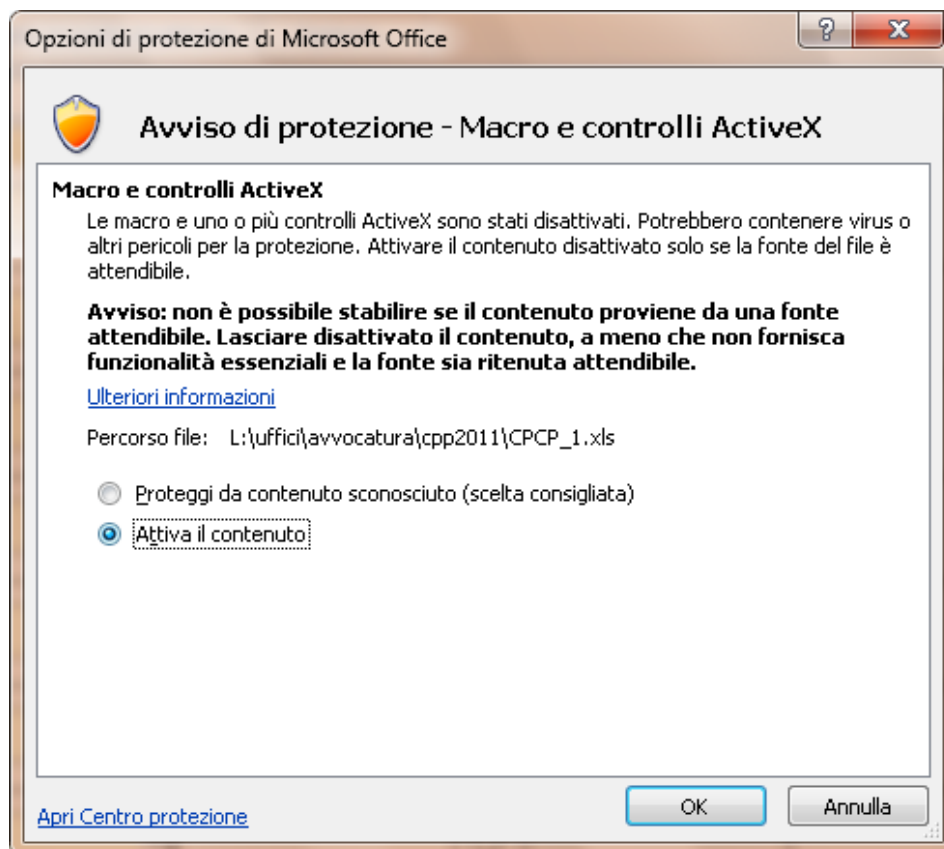 Opzioni di protezione di Microsoft Office
?
Avviso di protezione - Macro e controlli ActiveX
Macro e controlli ActiveX
Le macro e uno o più controlli ActiveX sono stati disattivati. Potrebbero contenere virus o
altri pericoli per la protezione. Attivare il contenuto disattivato solo se la fonte del file è
attendibile.
Avviso: non è possibile stabilire se il contenuto proviene da una fonte
attendibile. Lasciare disattivato il contenuto, a meno che non fornisca
funzionalità essenziali e la fonte sia ritenuta attendibile.
Ulteriori informazioni
Percorso file: L:\uffici\avvocatura\cpp2011\CPCP_1.xls
Proteggi da contenuto sconosciuto (scelta consigliata)
Attiva il contenuto
Apri Centro protezione
OK
Annulla